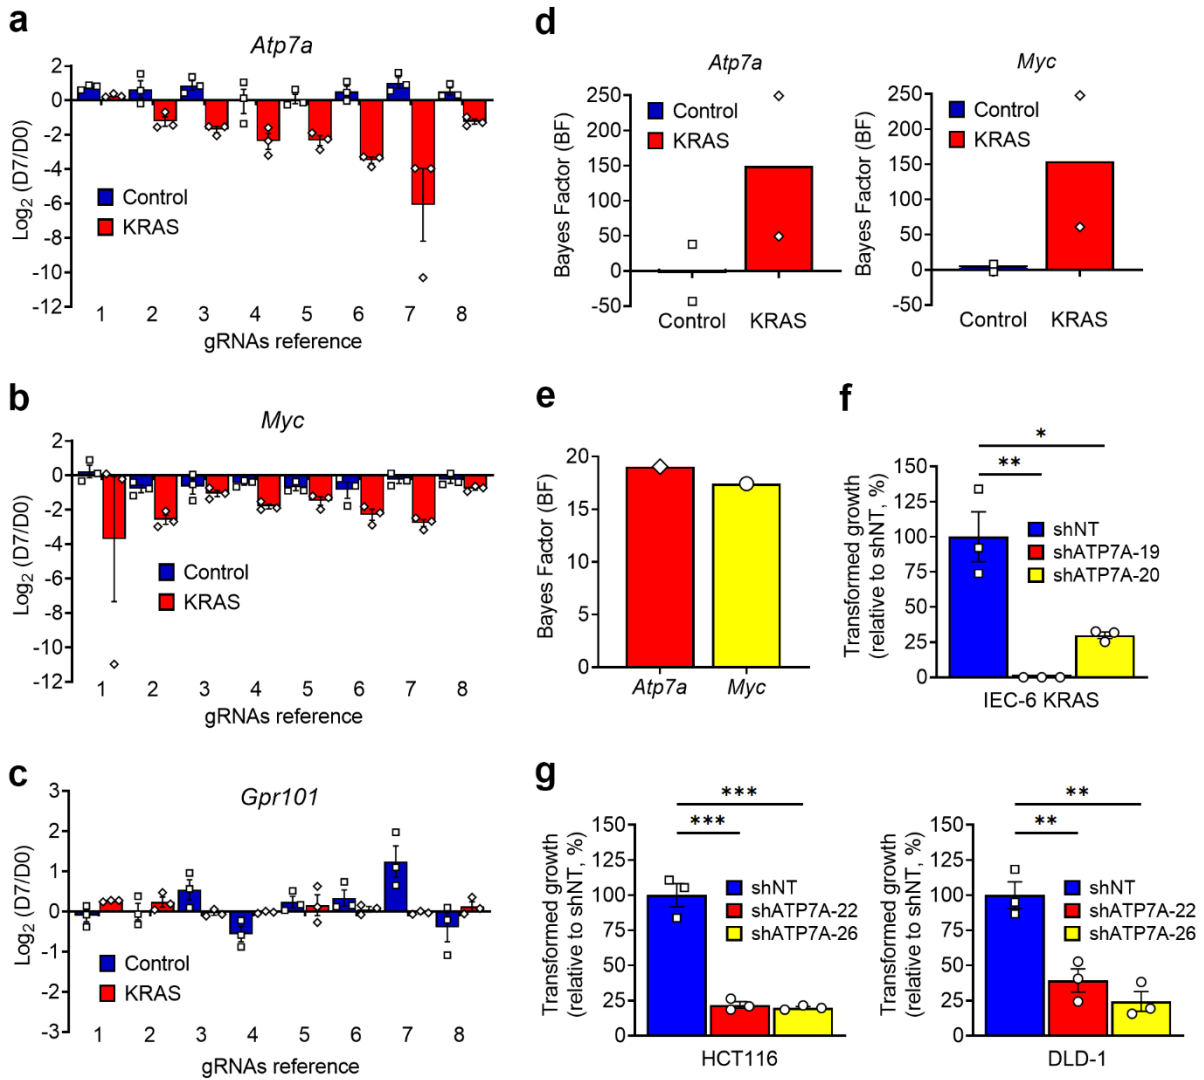 a
Atp7a
Log2 (D7/D0)
2
0
-2
-4
-6
-8
-10
-12
Control
KRAS
1 2 3 4 5 6 7 8
gRNAs reference
b
Myc
Log2 (D7/D0)
2
0
-2
-4
-6
-8
-10
-12
Control
KRAS
1 2 3 4 5 6 7 8
gRNAs reference
c
Gpr101
Log2 (D7/D0)
3
2
1
0
-1
-2
-3
Control
KRAS
1 2 3 4 5 6 7 8
gRNAs reference
d
Atp7a
Bayes Factor (BF)
250
200
150
100
50
0
-50
Control
KRAS
Control KRAS
Myc
Bayes Factor (BF)
250
200
150
100
50
0
-50
Control
KRAS
Control KRAS
e
Bayes Factor (BF)
20
15
10
5
0
Atp7a Myc
f
Transformed growth
(relative to shNT, %)
150
125
100
75
50
25
0
*
**
shNT
shATP7A-19
shATP7A-20
IEC-6 KRAS
g
Transformed growth
(relative to shNT, %)
150
125
100
75
50
25
0
***
***
shNT
shATP7A-22
shATP7A-26
HCT116
Transformed growth
(relative to shNT, %)
150
125
100
75
50
25
0
**
**
shNT
shATP7A-22
shATP7A-26
DLD-1